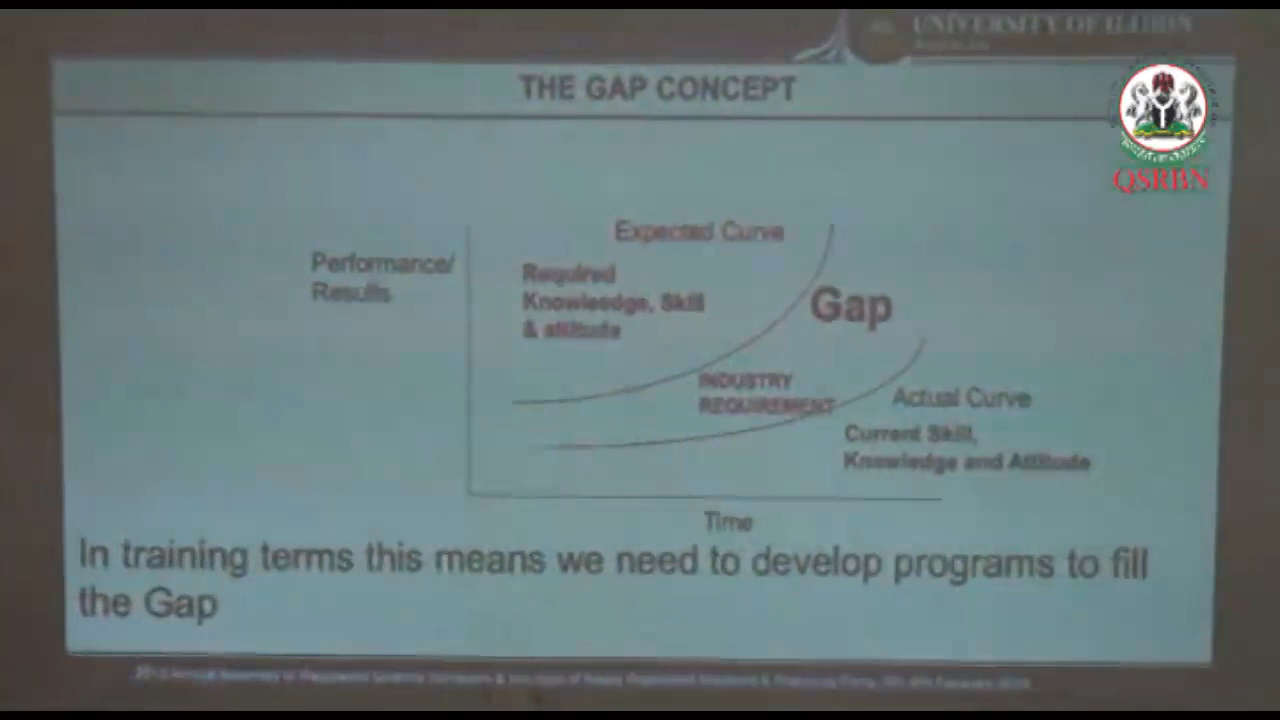 UNIVERSITY OF ILORIN
THE GAP CONCEPT
QSRBN
Expected Curve
Performance/
Results
Required
Knowledge, Skill
& attitude
Gap
INDUSTRY
REQUIREMENT
Actual Curve
Current Skill,
Knowledge and Attitude
Time
In training terms this means we need to develop programs to fill
the Gap